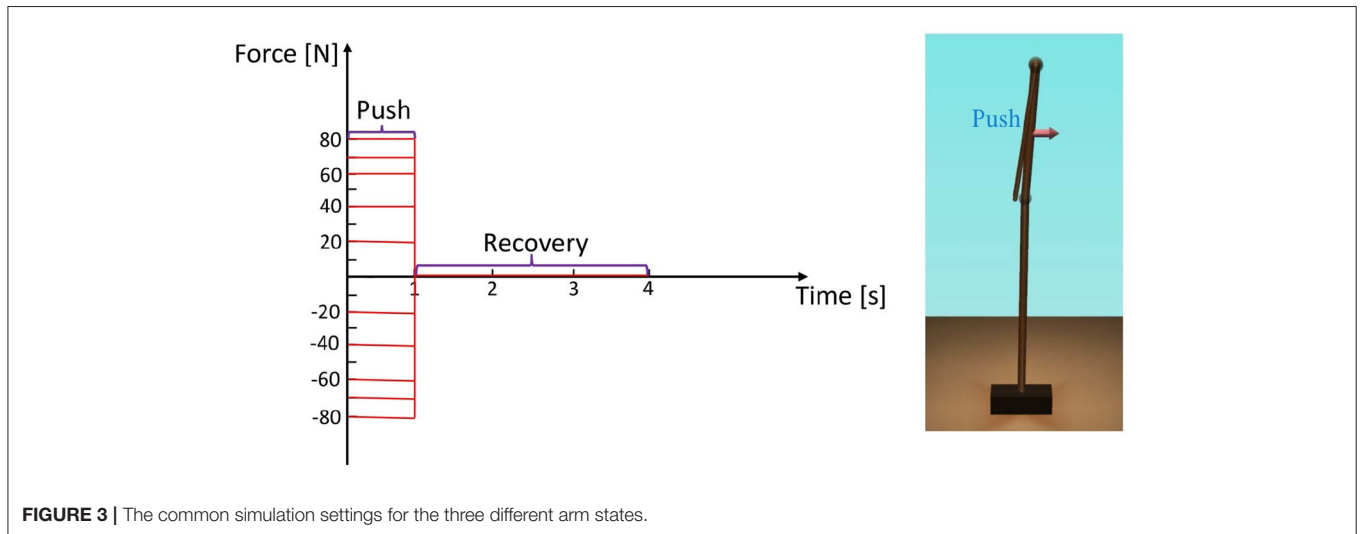 Force [N]
Push
80
60
40
20
Recovery
1
2
3
4
Time [s]
-20
-40
-60
-80
Push
FIGURE 3 | The common simulation settings for the three different arm states.